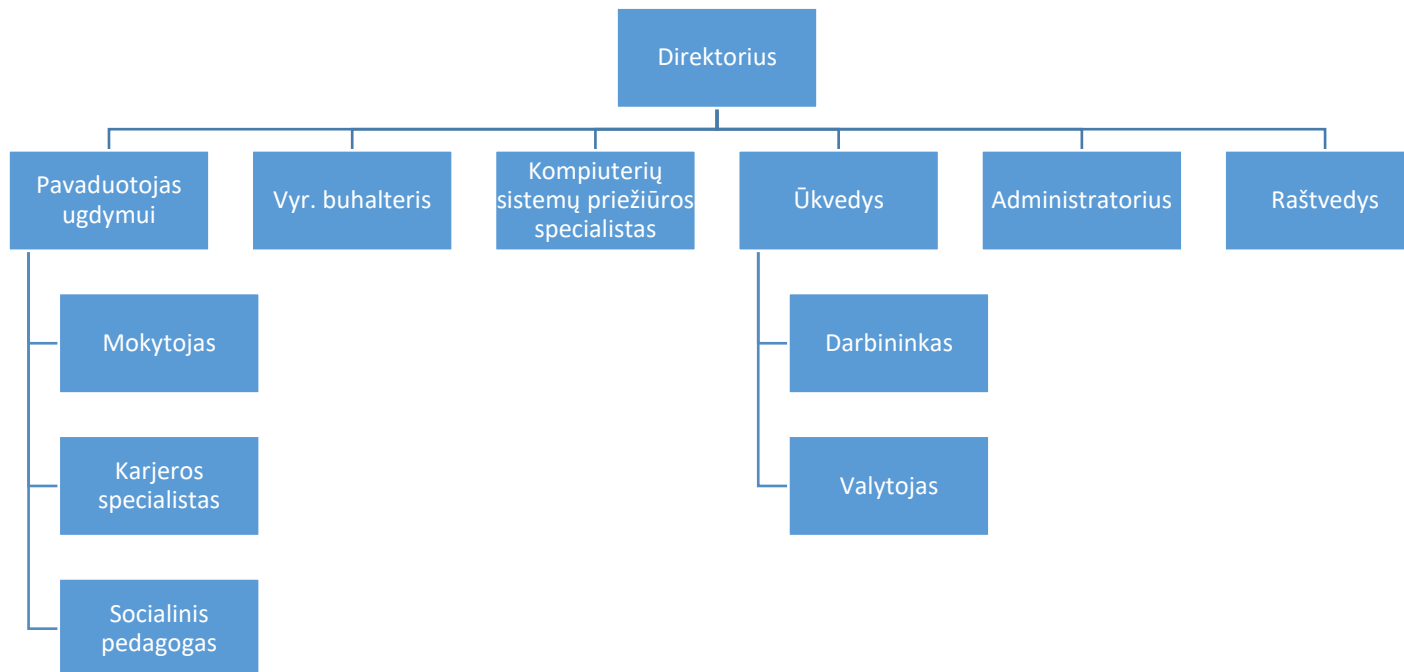 Direktorius
Pavaduotojas
ugdymui
Vyr. buhalteris
Kompiuterių
sistemų priežiūros
specialistas
Ūkvedys
Administratorius
Raštvedys
Mokytojas
Karjeros
specialistas
Socialinis
pedagogas
Darbininkas
Valytojas